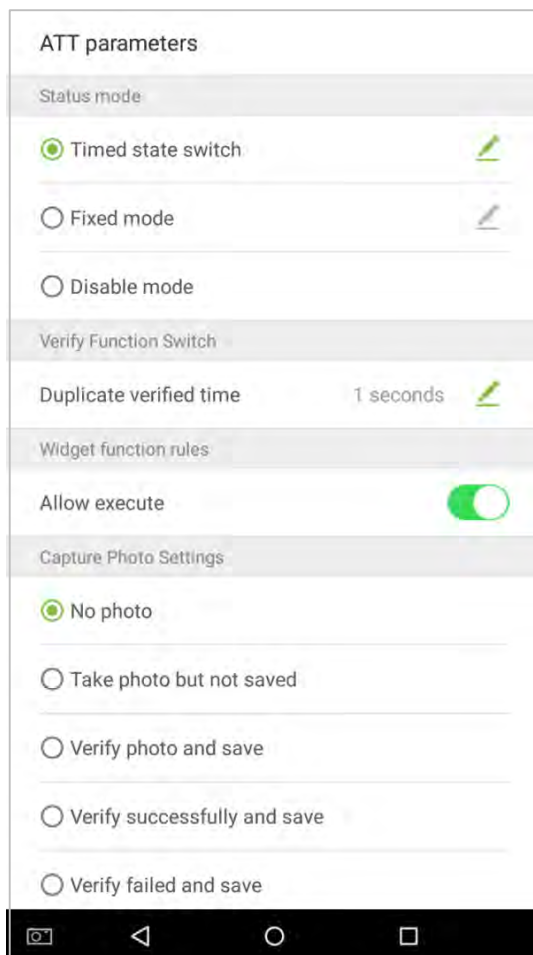 ATT parameters
Status mode
Timed state switch
Fixed mode
Disable mode
Verify Function Switch
Duplicate verified time 1 seconds
Widget function rules
Allow execute
Capture Photo Settings
No photo
Take photo but not saved
Verify photo and save
Verify successfully and save
Verify failed and save